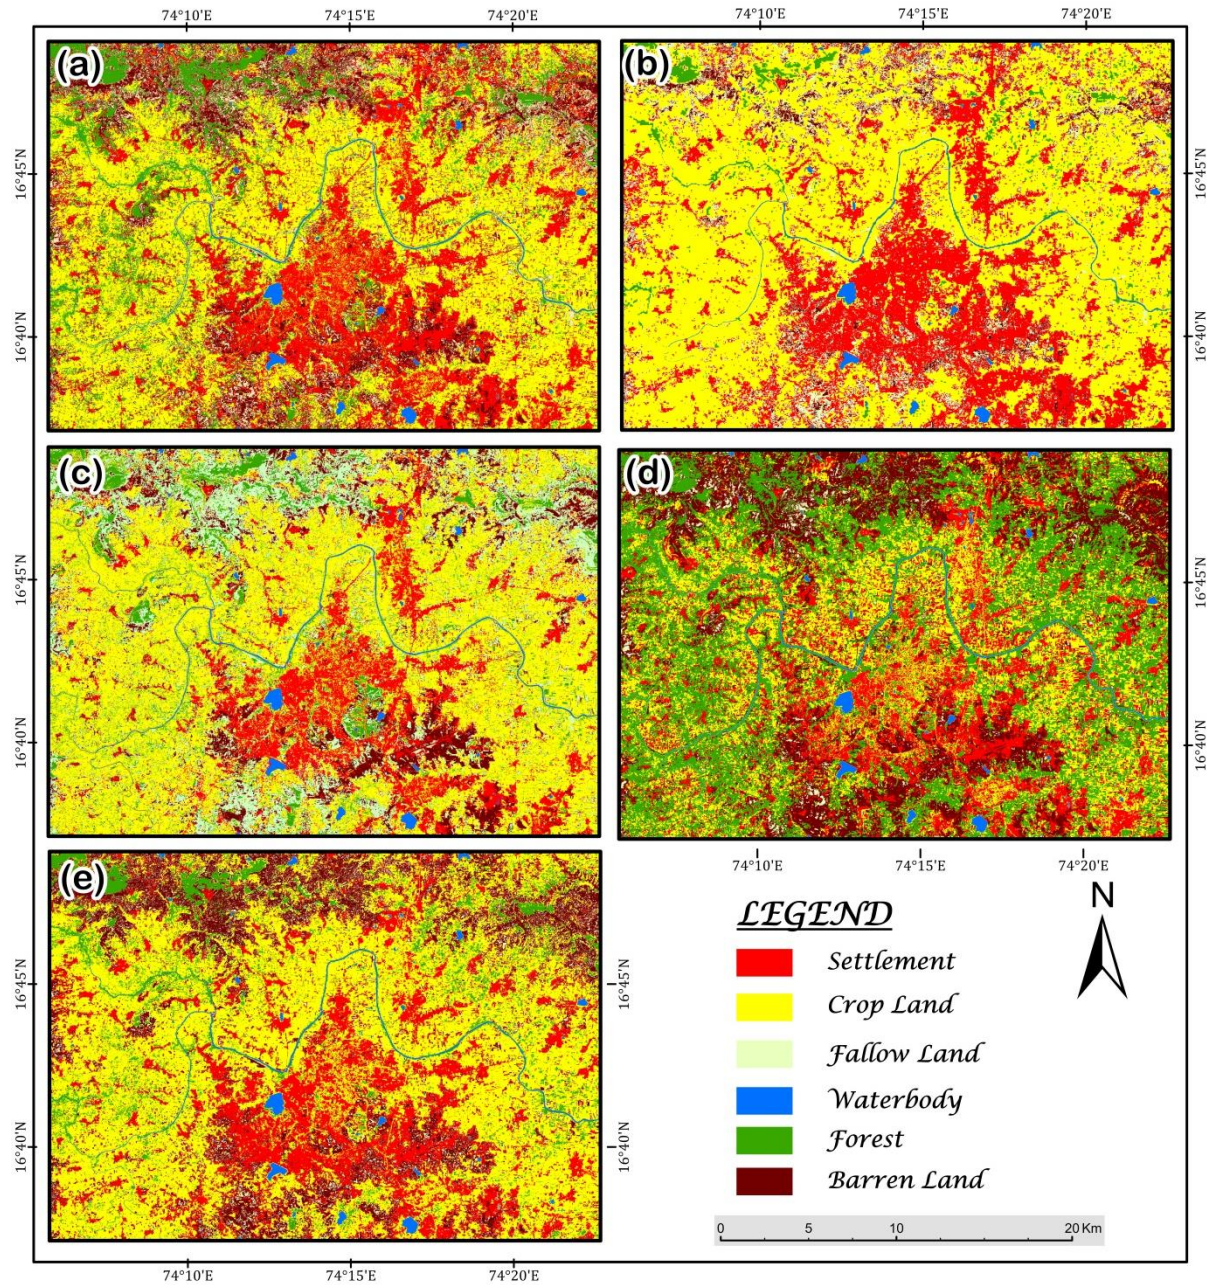 74°10'E 74°15'E 74°20'E
(a) (b)
16°45'N 16°45'N
16°40'N 16°40'N
(c) (d)
16°45'N 16°45'N
16°40'N 16°40'N
74°10'E 74°15'E 74°20'E
(e)
N
LEGEND
Settlement
16°45'N 16°45'N
Crop Land
Fallow Land
Waterbody
Forest
16°40'N 16°40'N
Barren Land
0 5 10 20 Km
74°10'E 74°15'E 74°20'E
74°10'E 74°15'E 74°20'E